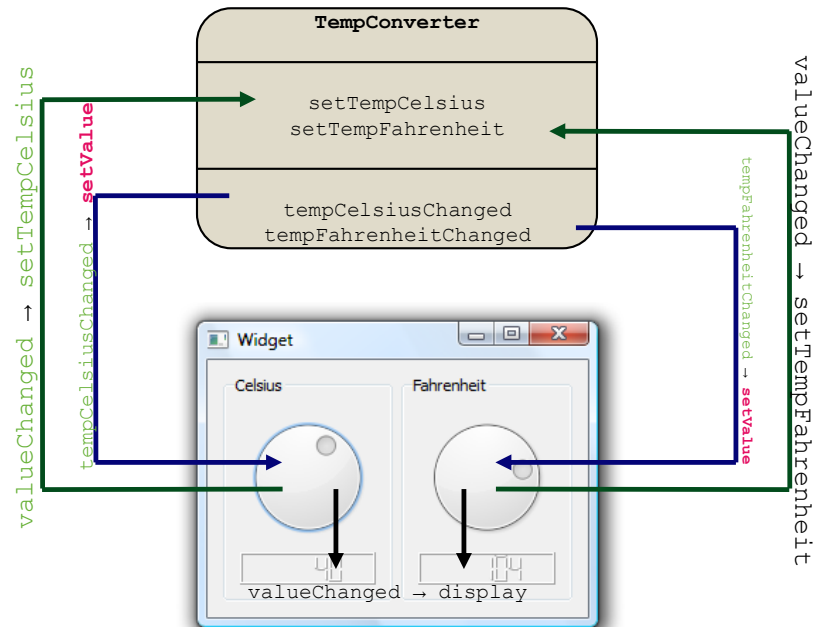 TempConverter
setTempCelsius
setTempFahrenheit
tempCelsiusChanged
tempFahrenheitChanged
valueChanged → setTempCelsius
tempCelsiusChanged → setValue
tempFahrenheitChanged → setValue
valueChanged → setTempFahrenheit
Widget
Celsius
Fahrenheit
40
104
valueChanged → display